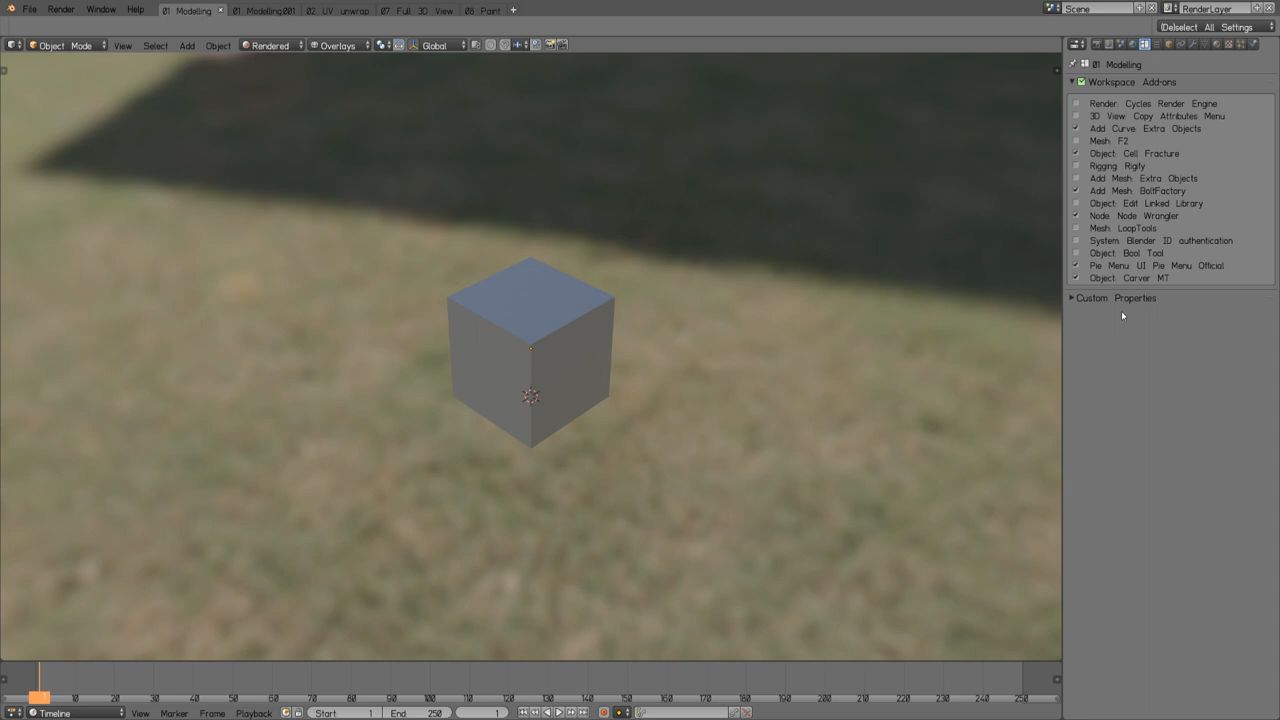 File Render Window Help 01 Modelling 01 Modelling.001 02 UV unwrap 07 Full 3D View 08 Paint + Scene RenderLayer
(De)select All Settings
Object Mode View Select Add Object Rendered Overlays Global
01 Modelling
Workspace Add-ons
Render: Cycles Render Engine
3D View: Copy Attributes Menu
Add Curve: Extra Objects
Mesh: F2
Object: Cell Fracture
Rigging: Rigify
Add Mesh: Extra Objects
Add Mesh: BoltFactory
Object: Edit Linked Library
Node: Node Wrangler
Mesh: LoopTools
System: Blender ID authentication
Object: Bool Tool
Pie Menu: UI Pie Menu Official
Object: Carver MT
Custom Properties
1 10 20 30 40 50 60 70 80 90 100 110 120 130 140 150 160 170 180 190 200 210 220 230 240 250
Timeline View Marker Frame Playback Start: 1 End: 250 1